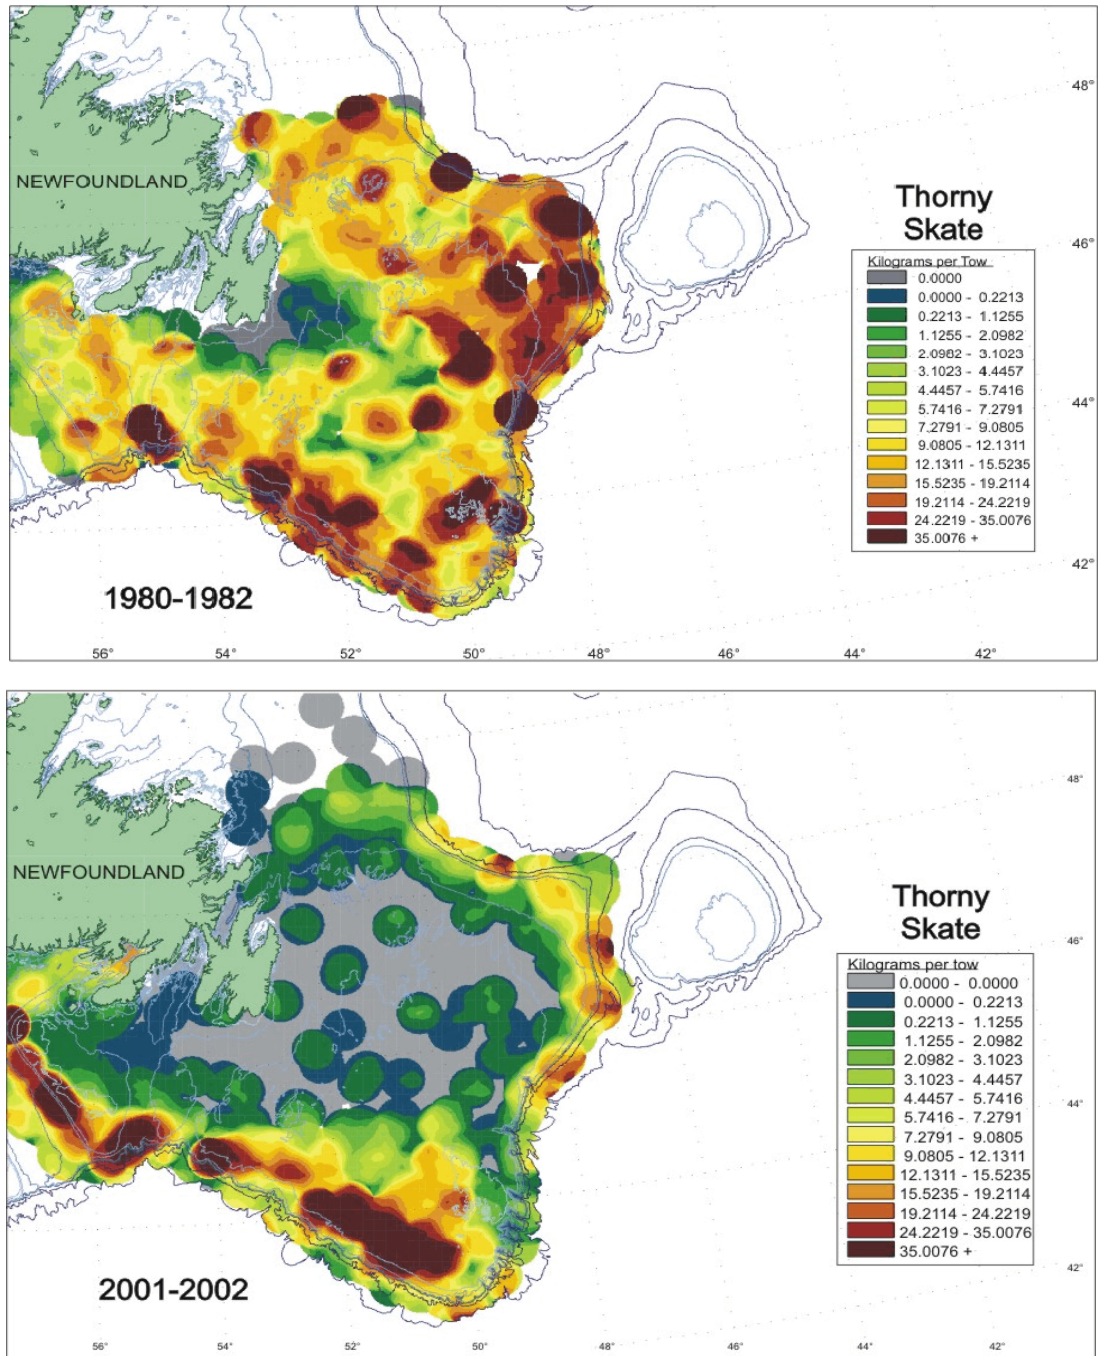 48°
NEWFOUNDLAND
Thorny
Skate
46°
Kilograms per Tow
0.0000
0.0000 - 0.2213
0.2213 - 1.1255
1.1255 - 2.0982
2.0982 - 3.1023
3.1023 - 4.4457
4.4457 - 5.7416
5.7416 - 7.2791
7.2791 - 9.0805
9.0805 - 12.1311
12.1311 - 15.5235
15.5235 - 19.2114
19.2114 - 24.2219
24.2219 - 35.0076
35.0076 +
44°
42°
1980-1982
56° 54° 52° 50° 48° 46° 44° 42°
48°
NEWFOUNDLAND
Thorny
Skate
46°
Kilograms per tow
0.0000 - 0.0000
0.0000 - 0.2213
0.2213 - 1.1255
1.1255 - 2.0982
2.0982 - 3.1023
3.1023 - 4.4457
4.4457 - 5.7416
5.7416 - 7.2791
7.2791 - 9.0805
9.0805 - 12.1311
12.1311 - 15.5235
15.5235 - 19.2114
19.2114 - 24.2219
24.2219 - 35.0076
35.0076 +
44°
42°
2001-2002
56° 54° 52° 50° 48° 46° 44° 42°